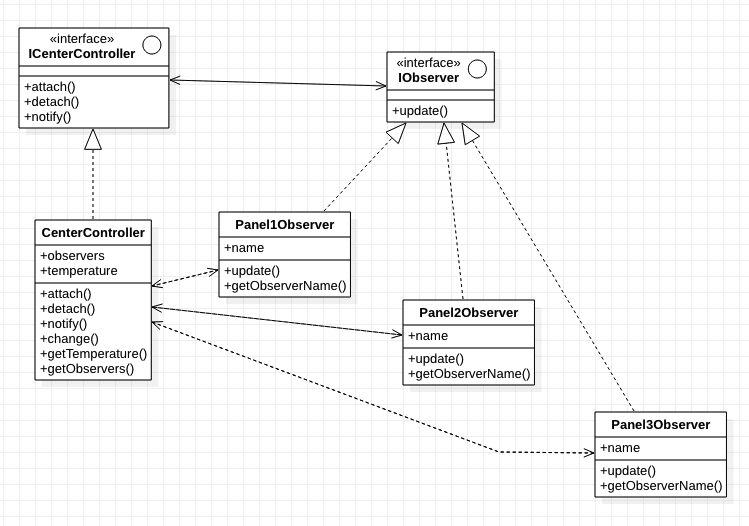 «interface»
ICenterController
+attach()
+detach()
+notify()
«interface»
IObserver
+update()
CenterController
+observers
+temperature
+attach()
+detach()
+notify()
+change()
+getTemperature()
+getObservers()
Panel1Observer
+name
+update()
+getObserverName()
Panel2Observer
+name
+update()
+getObserverName()
Panel3Observer
+name
+update()
+getObserverName()